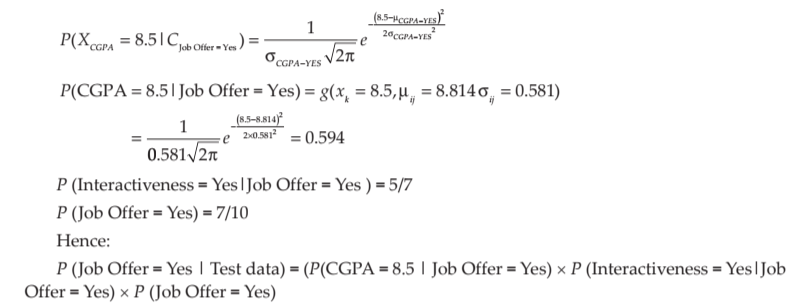 P(X_CGPA = 8.5 | C_Job Offer = Yes) = 1/(σ_CGPA–YES √2π) e^(–(8.5–μ_CGPA–YES)²/(2σ_CGPA–YES²))
P(CGPA = 8.5 | Job Offer = Yes) = g(x_k = 8.5, μ_ij = 8.814 σ_ij = 0.581)
= 1/(0.581√2π) e^(–(8.5–8.814)²/(2×0.581²)) = 0.594
P (Interactiveness = Yes|Job Offer = Yes ) = 5/7
P (Job Offer = Yes) = 7/10
Hence:
P (Job Offer = Yes | Test data) = (P(CGPA = 8.5 | Job Offer = Yes) × P (Interactiveness = Yes|Job
Offer = Yes) × P (Job Offer = Yes)